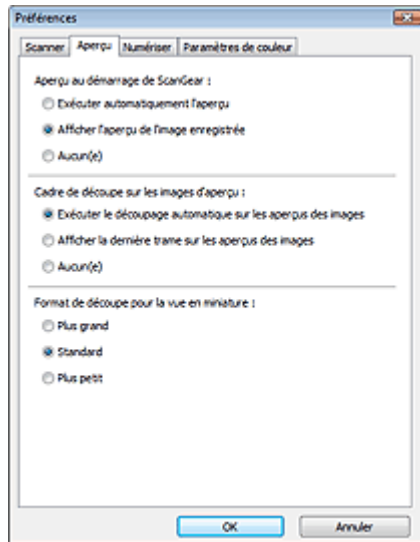 Préférences
Scanner Aperçu Numériser Paramètres de couleur
Aperçu au démarrage de ScanGear :
Exécuter automatiquement l'aperçu
Afficher l'aperçu de l'image enregistrée
Aucun(e)
Cadre de découpe sur les images d'aperçu :
Exécuter le découpage automatique sur les aperçus des images
Afficher la dernière trame sur les aperçus des images
Aucun(e)
Format de découpe pour la vue en miniature :
Plus grand
Standard
Plus petit
OK Annuler